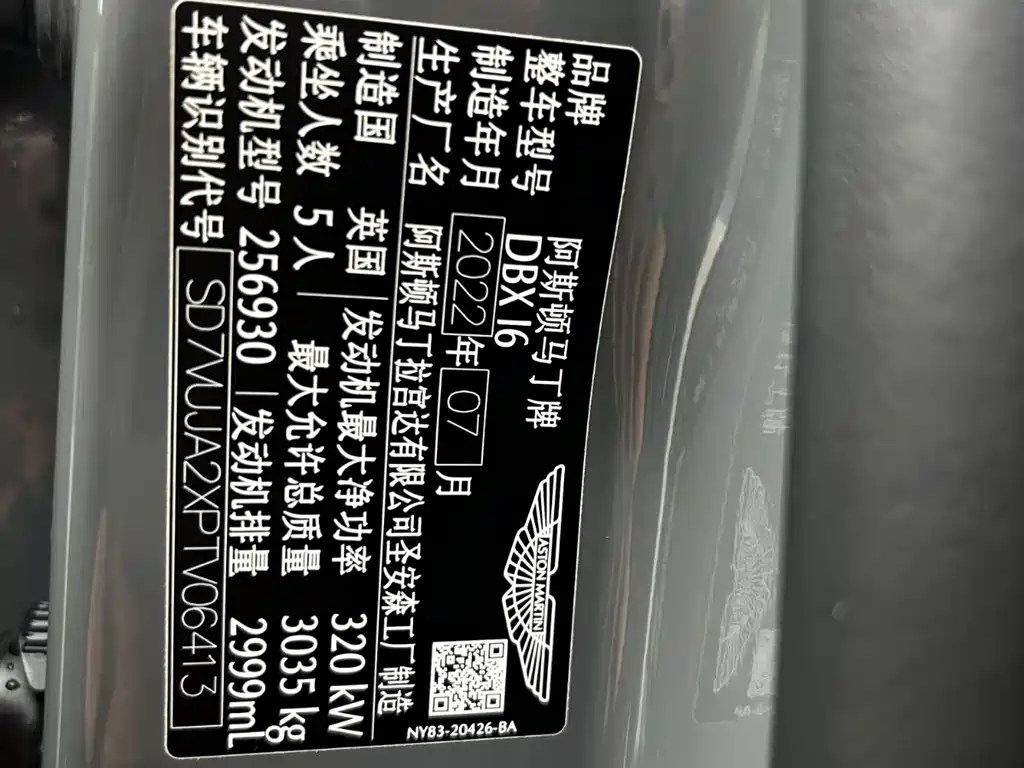 品牌 阿斯顿马丁牌
整车型号 DBX I6
制造年月 2022年07月
生产厂名 阿斯顿马丁拉宫达有限公司圣安森工厂 制造
制造国 英国 发动机最大净功率 320 kW
乘坐人数 5人 最大允许总质量 3035 kg
发动机型号 256930 发动机排量 2999mL
车辆识别代号 SD7VUJA2XPTV06413
ASTON MARTIN
NY83-20426-BA